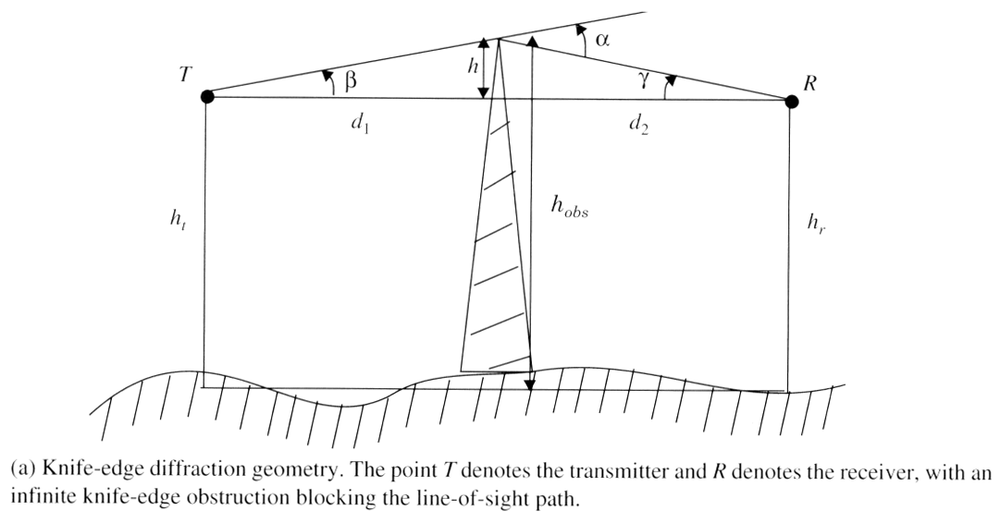 T
β
h
α
γ
R
d₁
d₂
hₜ
h_obs
hᵣ
(a) Knife-edge diffraction geometry. The point T denotes the transmitter and R denotes the receiver, with an
infinite knife-edge obstruction blocking the line-of-sight path.